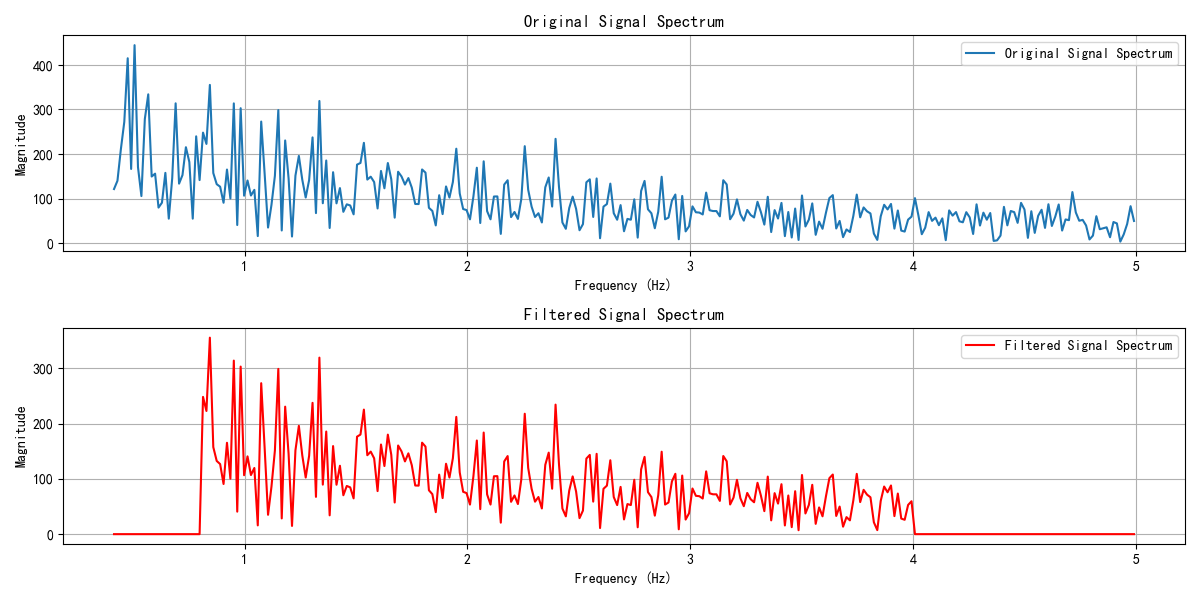 Original Signal Spectrum
Original Signal Spectrum
Magnitude
400
300
200
100
0
1
2
3
4
5
Frequency (Hz)
Filtered Signal Spectrum
Filtered Signal Spectrum
Magnitude
300
200
100
0
1
2
3
4
5
Frequency (Hz)